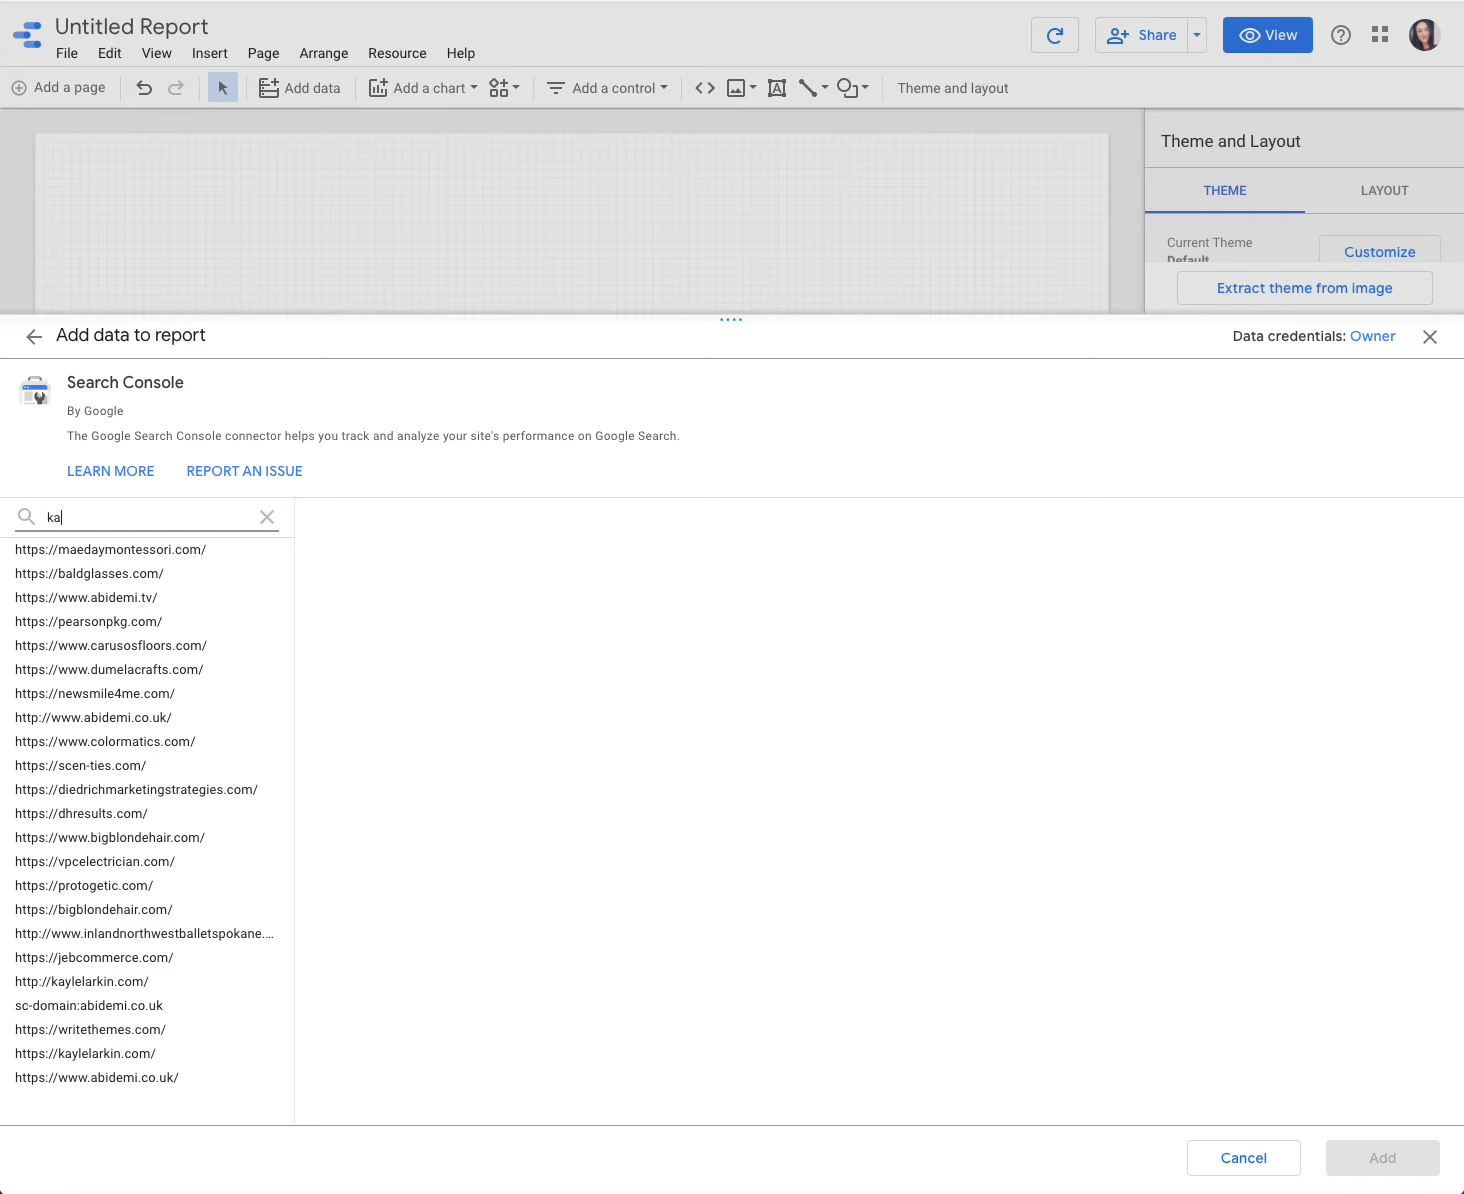 Untitled Report
File Edit View Insert Page Arrange Resource Help
Share
View
Add a page
Add data
Add a chart
Add a control
Theme and layout
Theme and Layout
THEME LAYOUT
Current Theme
Default
Customize
Extract theme from image
Add data to report
Data credentials: Owner
Search Console
By Google
The Google Search Console connector helps you track and analyze your site's performance on Google Search.
LEARN MORE REPORT AN ISSUE
ka
https://maedaymontessori.com/
https://baldglasses.com/
https://www.abidemi.tv/
https://pearsonpkg.com/
https://www.carusosfloors.com/
https://www.dumelacrafts.com/
https://newsmile4me.com/
http://www.abidemi.co.uk/
https://www.colormatics.com/
https://scen-ties.com/
https://diedrichmarketingstrategies.com/
https://dhresults.com/
https://www.bigblondehair.com/
https://vpcelectrician.com/
https://protogetic.com/
https://bigblondehair.com/
http://www.inlandnorthwestballetspokane....
https://jebcommerce.com/
http://kaylelarkin.com/
sc-domain:abidemi.co.uk
https://writethemes.com/
https://kaylelarkin.com/
https://www.abidemi.co.uk/
Cancel
Add